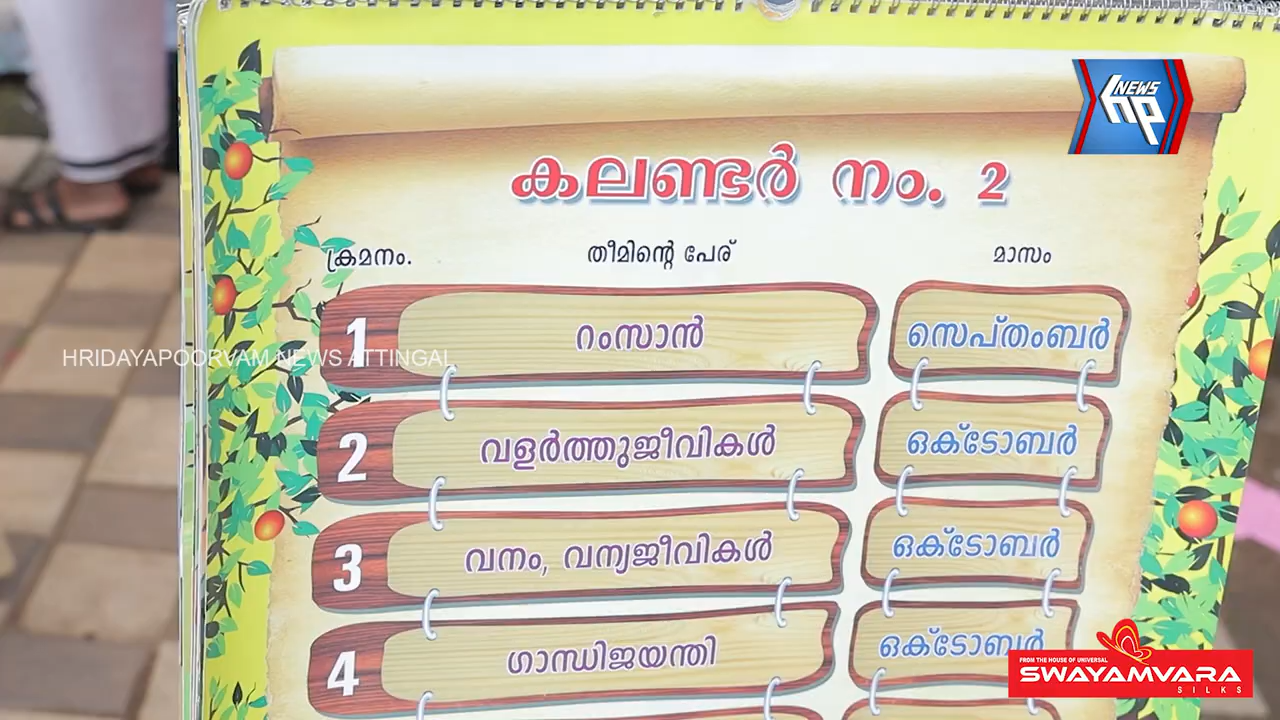 NEWS
hp
കലണ്ടർ നം. 2
ക്രമനം. തീമിന്റെ പേര് മാസം
1 റംസാൻ സെപ്തംബർ
HRIDAYAPOORVAM NEWS ATTINGAL
2 വളർത്തുജീവികൾ ഒക്ടോബർ
3 വനം, വന്യജീവികൾ ഒക്ടോബർ
4 ഗാന്ധിജയന്തി ഒക്ടോബർ
FROM THE HOUSE OF UNIVERSAL
SWAYAMVARA
SILKS